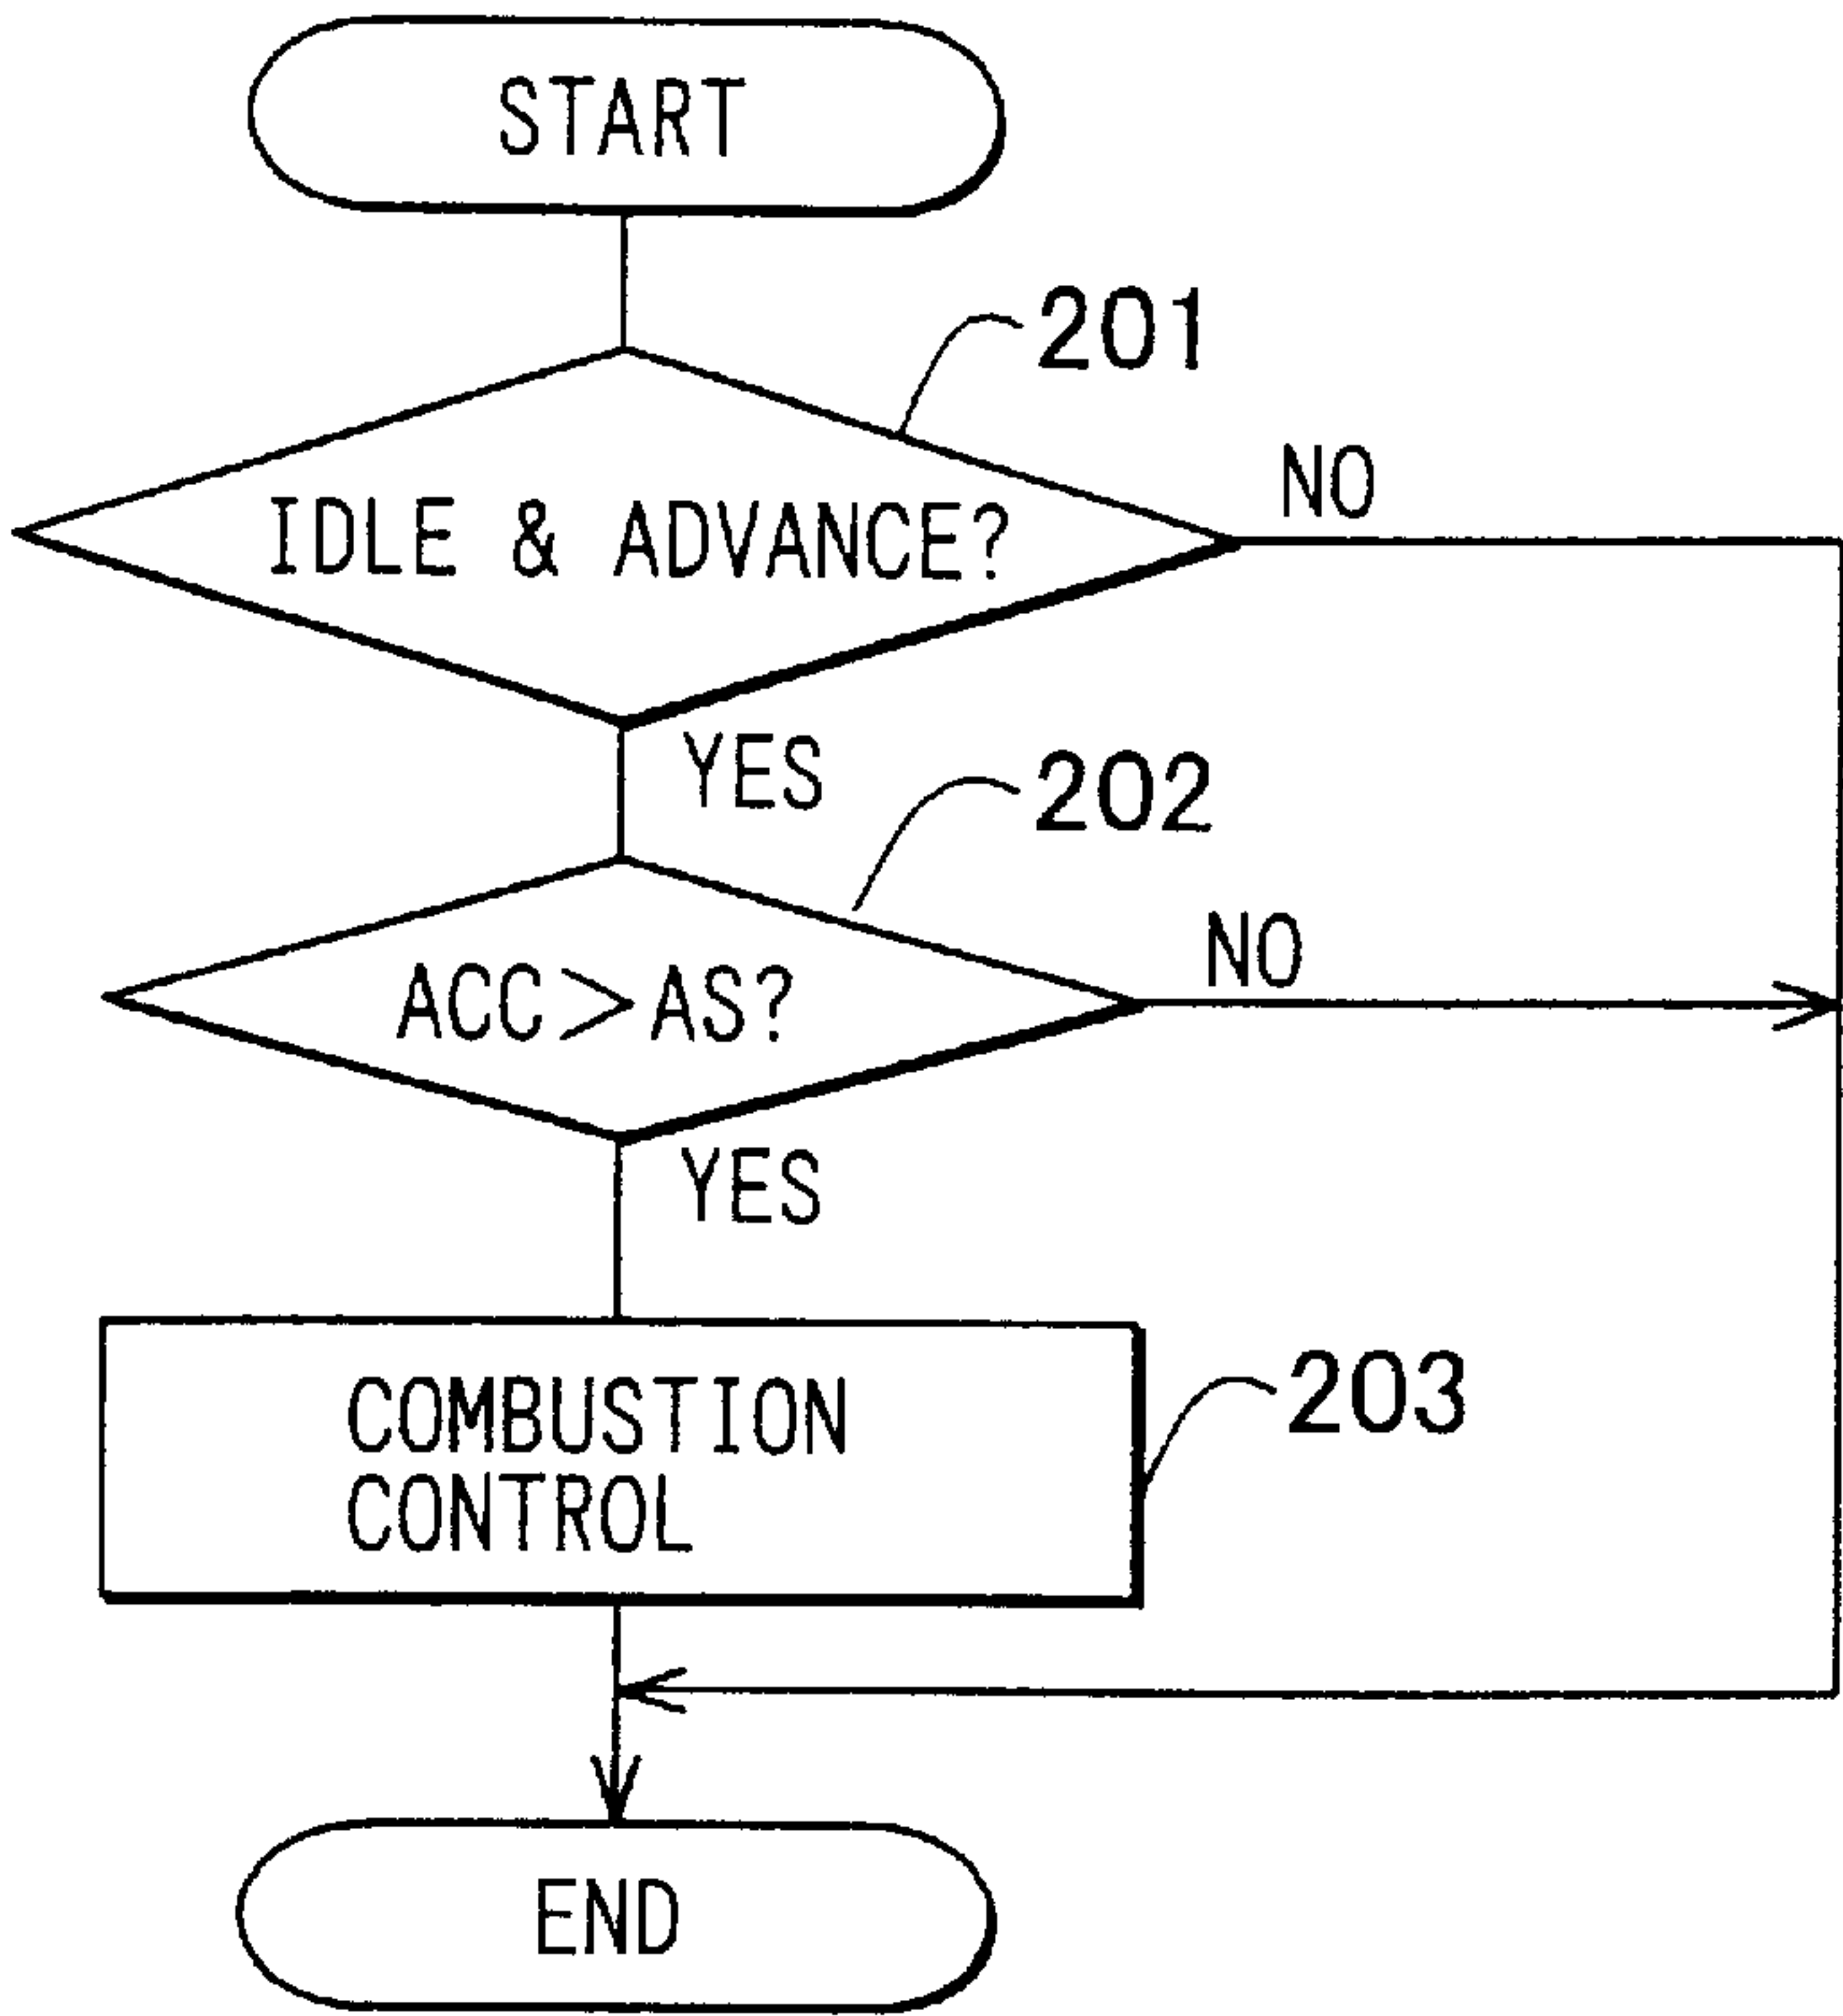 START
201
IDLE & ADVANCE?
NO
YES
202
ACC>AS?
NO
YES
COMBUSTION
CONTROL
203
END